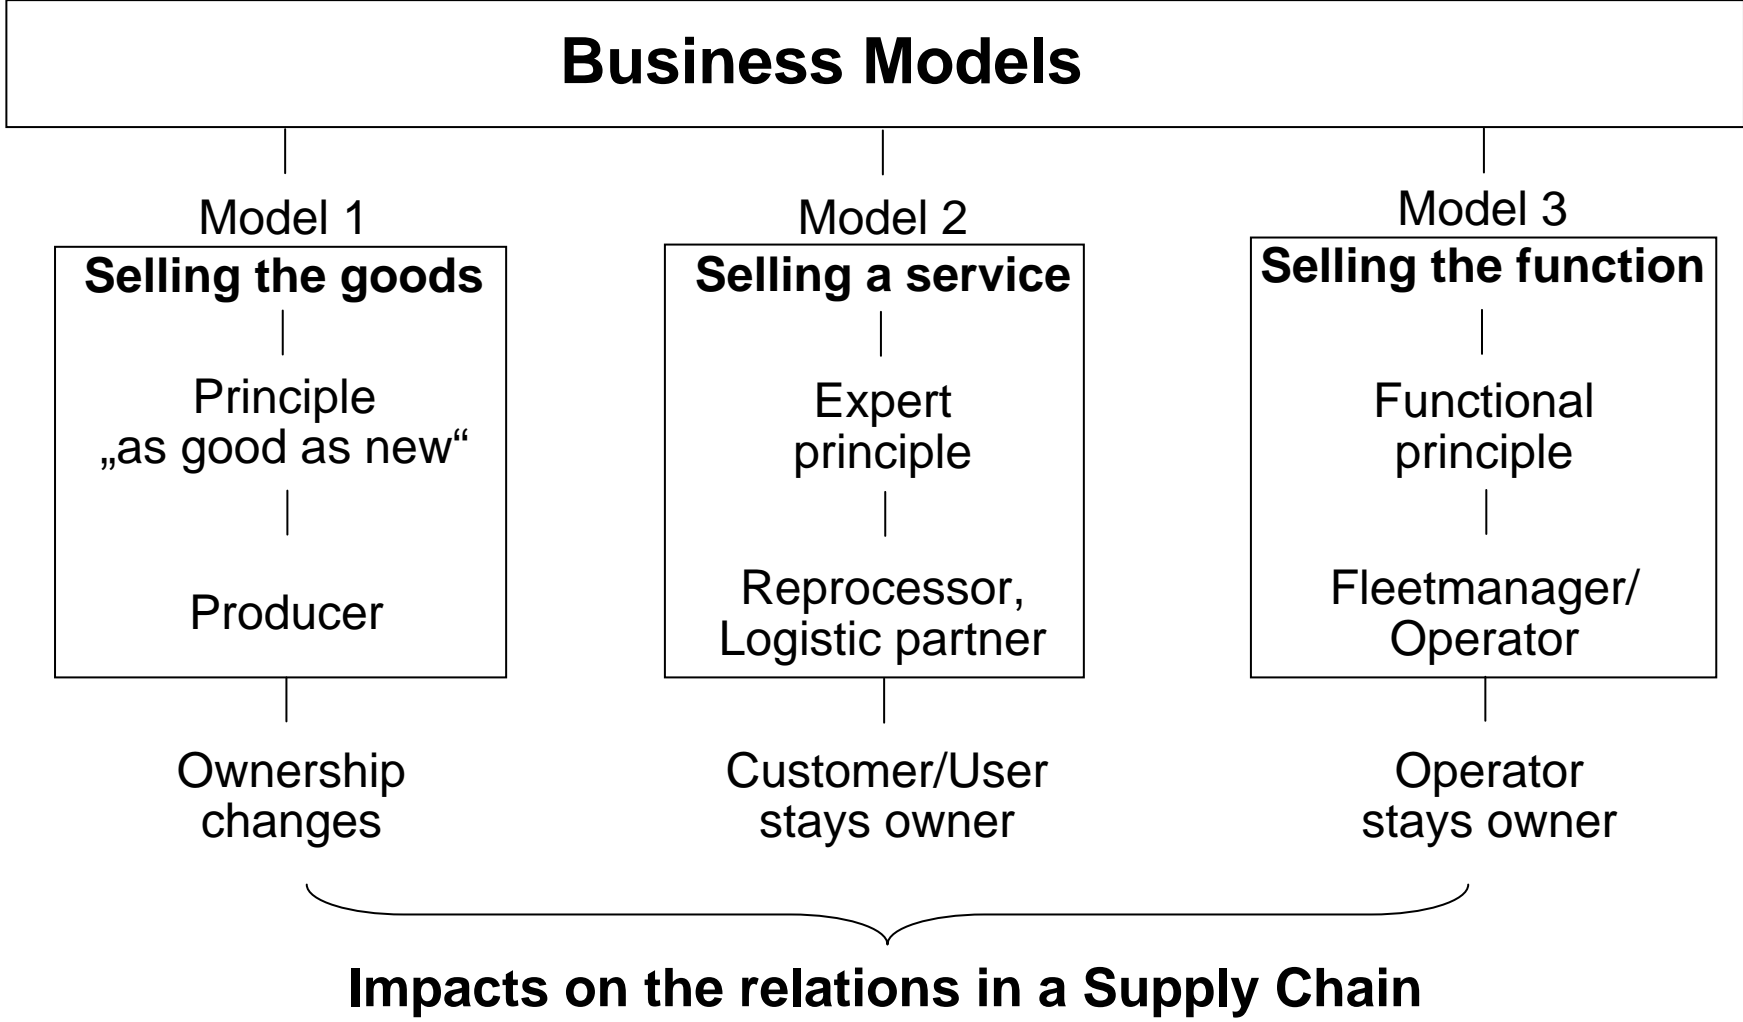 Business Models
Model 1
Selling the goods
Principle
„as good as new“
Producer
Ownership
changes
Model 2
Selling a service
Expert
principle
Reprocessor,
Logistic partner
Customer/User
stays owner
Model 3
Selling the function
Functional
principle
Fleetmanager/
Operator
Operator
stays owner
Impacts on the relations in a Supply Chain